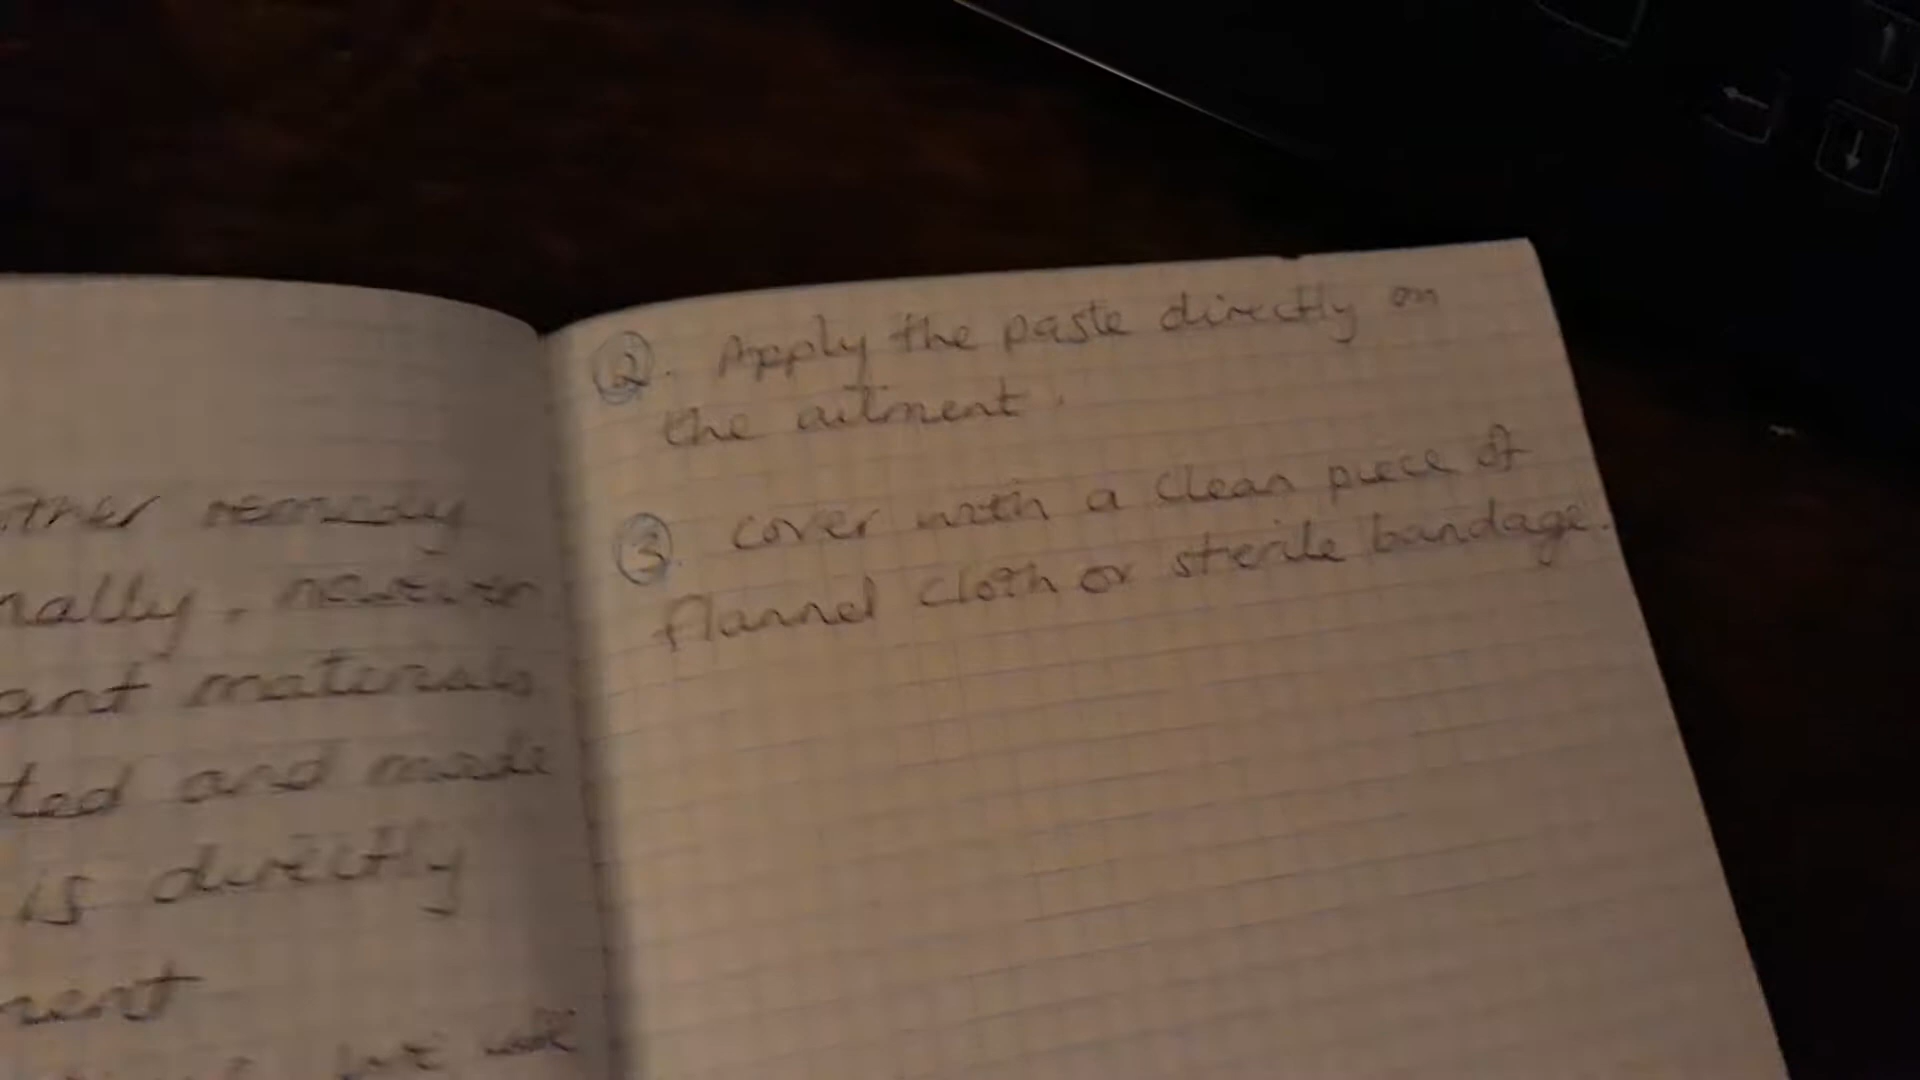 remedy
nally,
ant materials
ted and made
is directly
ment
but
②. Apply the paste directly on
the ailment.
③. cover with a clean piece of
flannel cloth or sterile bandage.